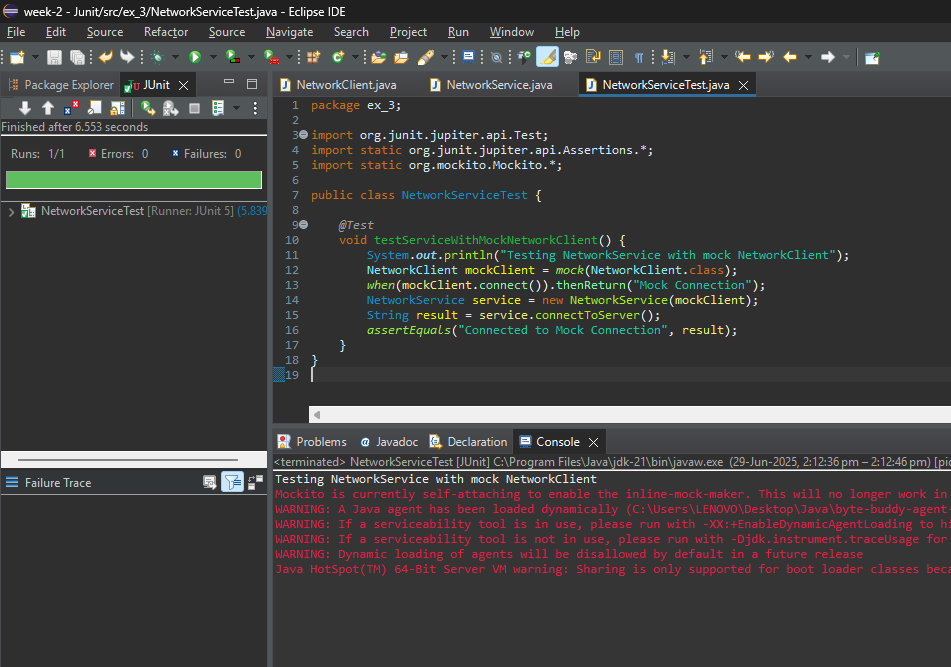 week-2 - Junit/src/ex_3/NetworkServiceTest.java - Eclipse IDE
File Edit Source Refactor Source Navigate Search Project Run Window Help
Package Explorer JUnit
NetworkClient.java NetworkService.java NetworkServiceTest.java
Finished after 6.553 seconds
Runs: 1/1 Errors: 0 Failures: 0
NetworkServiceTest [Runner: JUnit 5] (5.839
Failure Trace
1 package ex_3;
2
3 import org.junit.jupiter.api.Test;
4 import static org.junit.jupiter.api.Assertions.*;
5 import static org.mockito.Mockito.*;
6
7 public class NetworkServiceTest {
8
9 @Test
10 void testServiceWithMockNetworkClient() {
11 System.out.println("Testing NetworkService with mock NetworkClient");
12 NetworkClient mockClient = mock(NetworkClient.class);
13 when(mockClient.connect()).thenReturn("Mock Connection");
14 NetworkService service = new NetworkService(mockClient);
15 String result = service.connectToServer();
16 assertEquals("Connected to Mock Connection", result);
17 }
18 }
19
Problems Javadoc Declaration Console
<terminated> NetworkServiceTest [JUnit] C:\Program Files\Java\jdk-21\bin\javaw.exe (29-Jun-2025, 2:12:36 pm – 2:12:46 pm) [pid
Testing NetworkService with mock NetworkClient
Mockito is currently self-attaching to enable the inline-mock-maker. This will no longer work in
WARNING: A Java agent has been loaded dynamically (C:\Users\LENOVO\Desktop\Java\byte-buddy-agent-
WARNING: If a serviceability tool is in use, please run with -XX:+EnableDynamicAgentLoading to hi
WARNING: If a serviceability tool is not in use, please run with -Djdk.instrument.traceUsage for
WARNING: Dynamic loading of agents will be disallowed by default in a future release
Java HotSpot(TM) 64-Bit Server VM warning: Sharing is only supported for boot loader classes beca